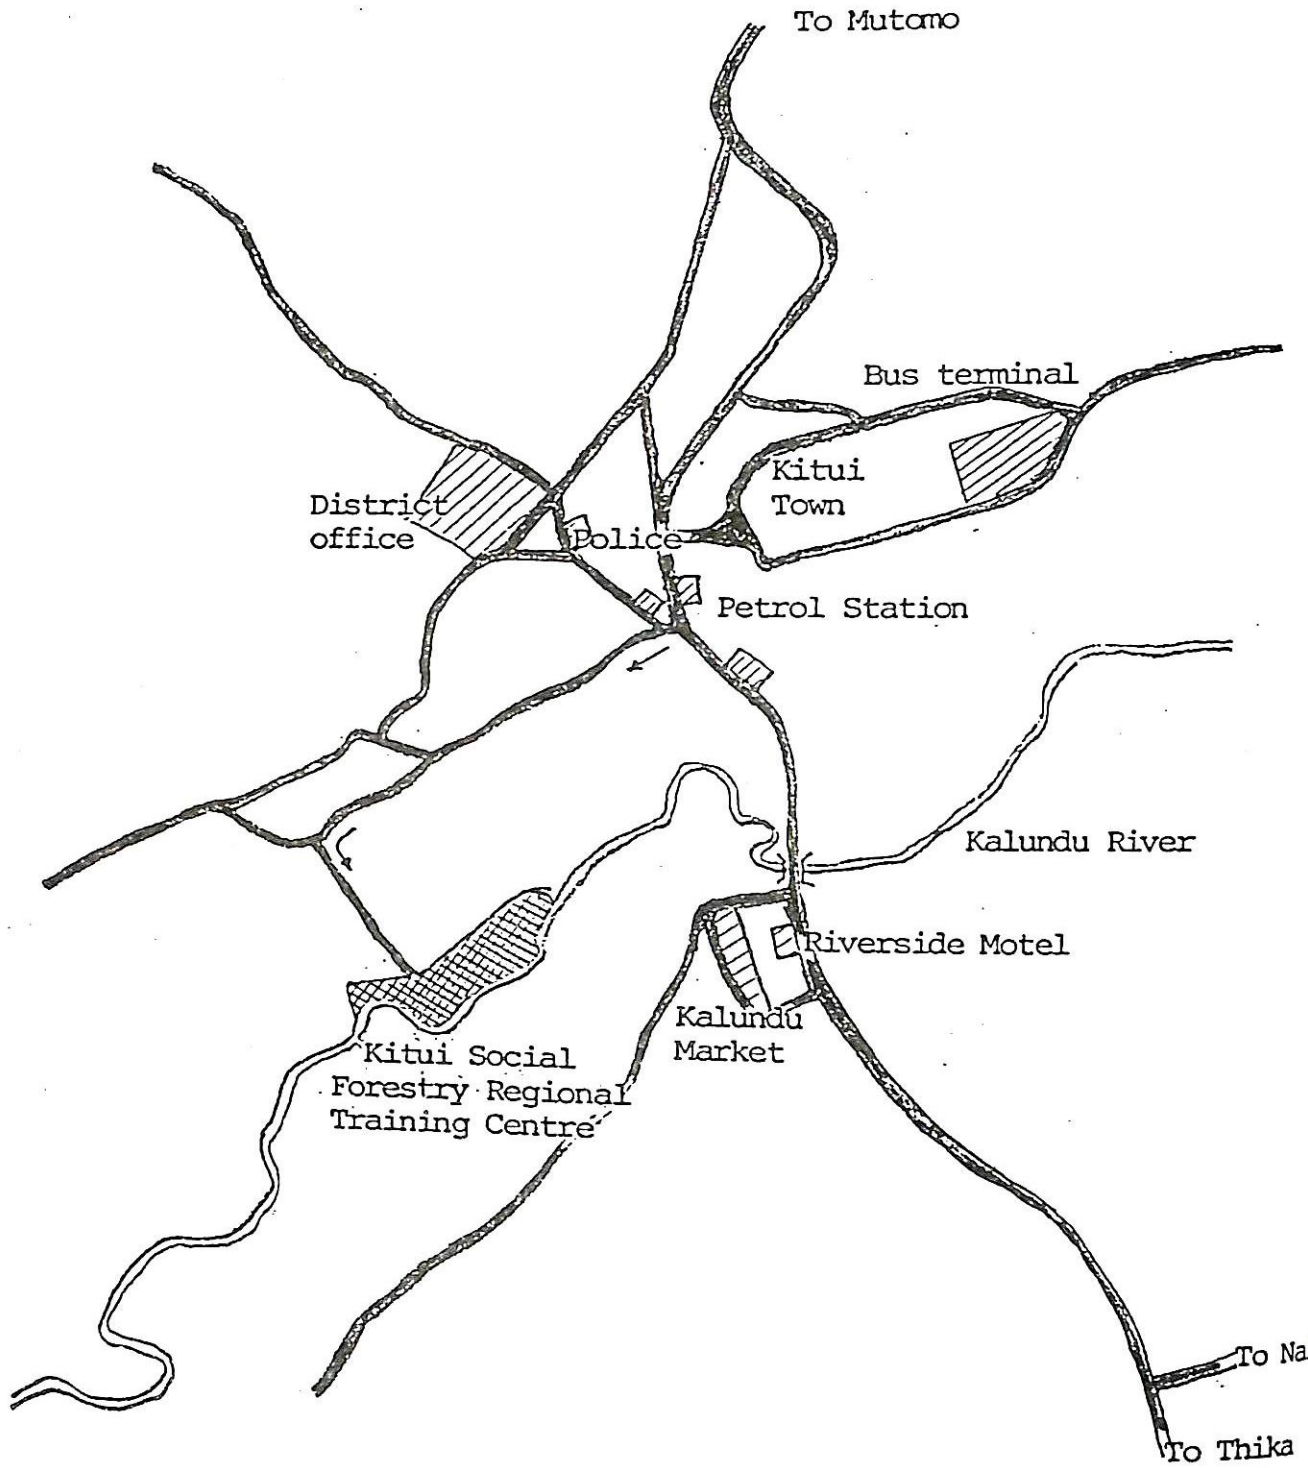 To Mutomo
Bus terminal
Kitui
Town
District
office
Police
Petrol Station
Kalundu River
Riverside Motel
Kalundu
Market
Kitui Social
Forestry Regional
Training Centre
To Na
To Thika